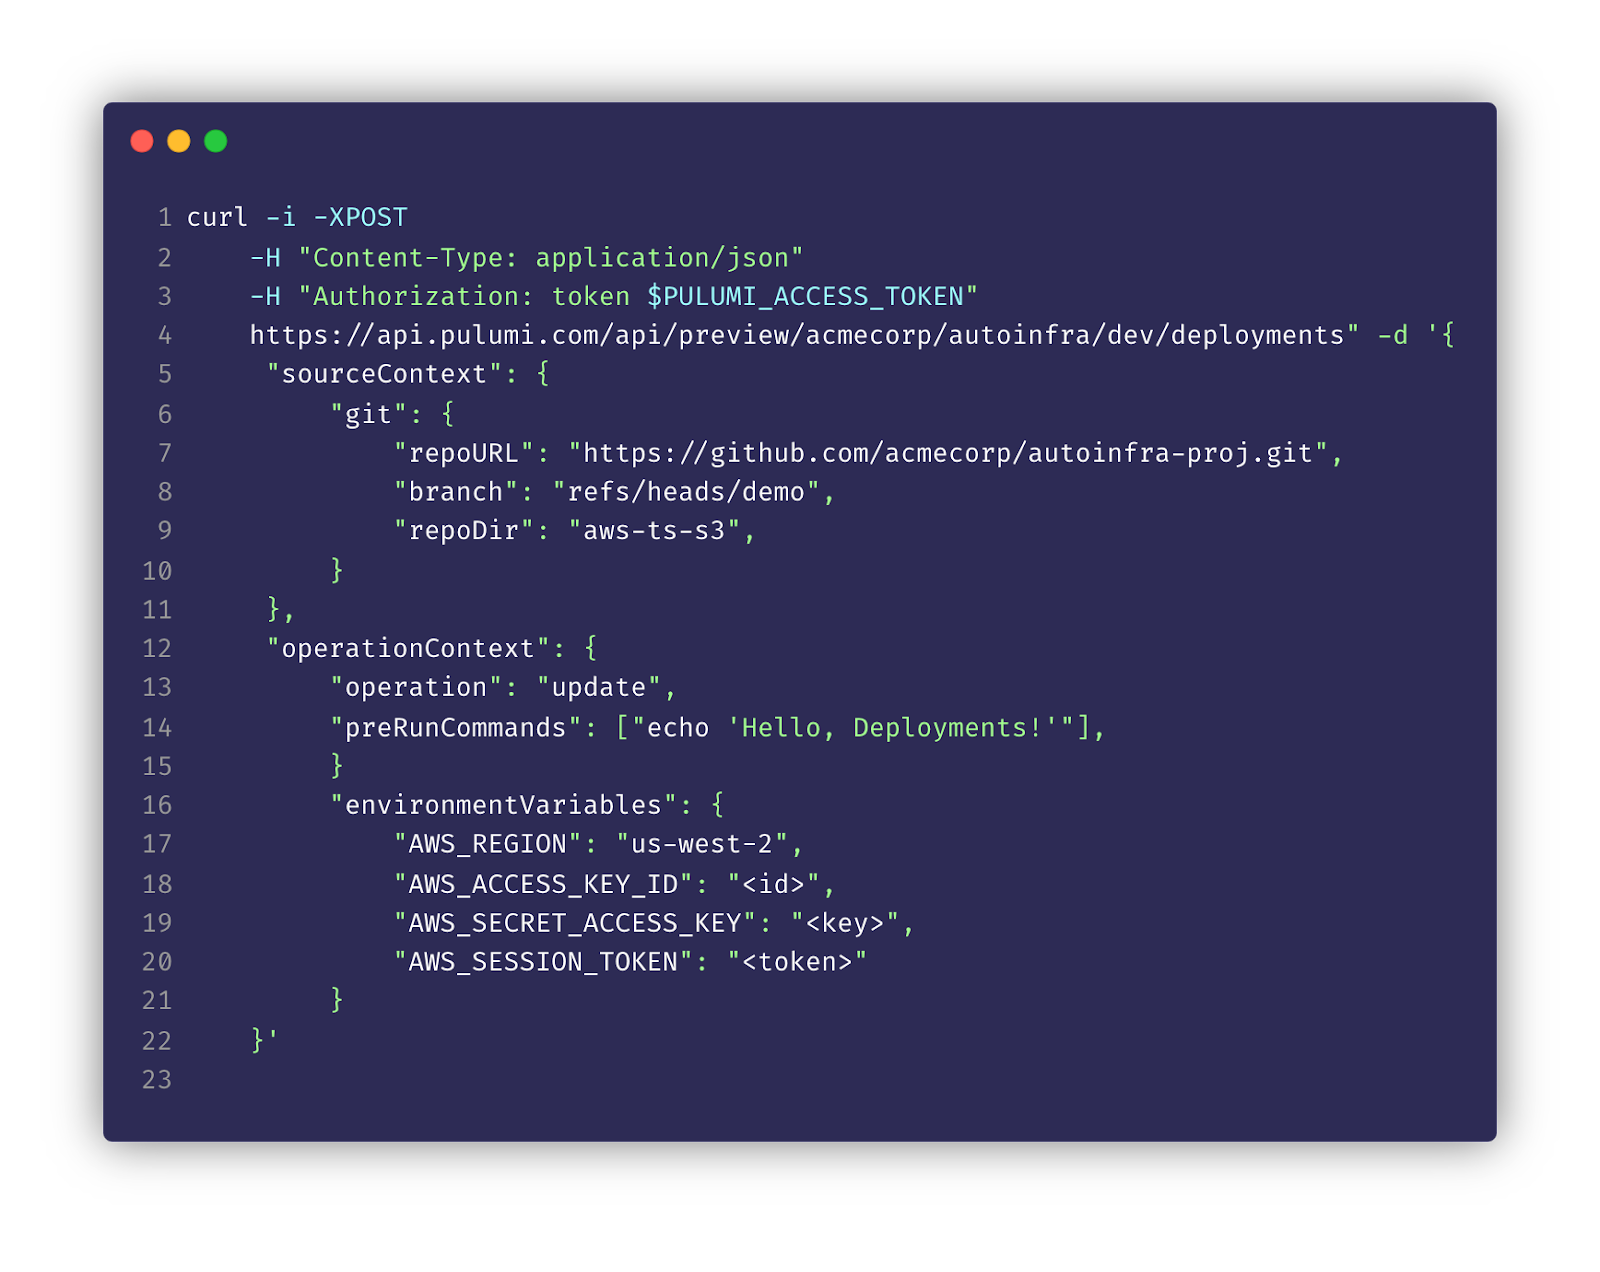 1 curl -i -XPOST
2 -H "Content-Type: application/json"
3 -H "Authorization: token $PULUMI_ACCESS_TOKEN"
4 https://api.pulumi.com/api/preview/acmecorp/autoinfra/dev/deployments" -d '{
5 "sourceContext": {
6 "git": {
7 "repoURL": "https://github.com/acmecorp/autoinfra-proj.git",
8 "branch": "refs/heads/demo",
9 "repoDir": "aws-ts-s3",
10 }
11 },
12 "operationContext": {
13 "operation": "update",
14 "preRunCommands": ["echo 'Hello, Deployments!'"],
15 }
16 "environmentVariables": {
17 "AWS_REGION": "us-west-2",
18 "AWS_ACCESS_KEY_ID": "<id>",
19 "AWS_SECRET_ACCESS_KEY": "<key>",
20 "AWS_SESSION_TOKEN": "<token>"
21 }
22 }'
23